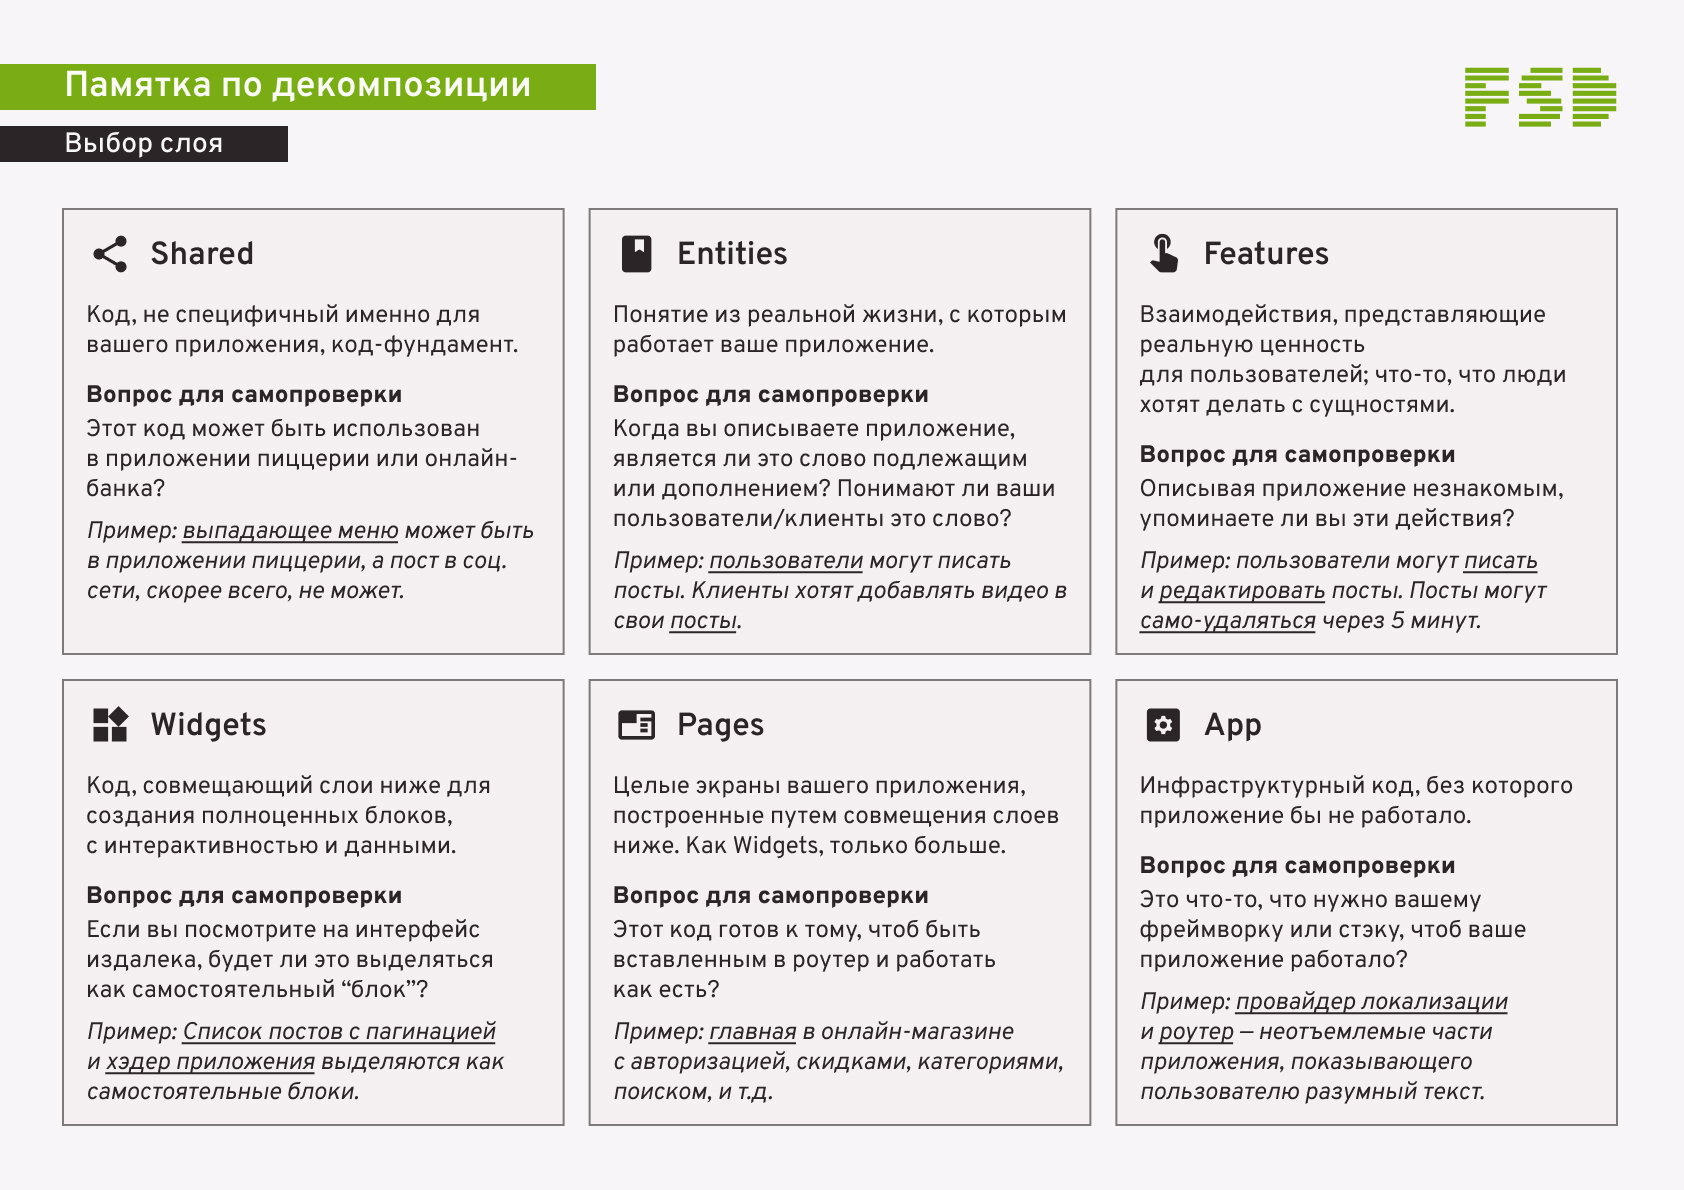 Памятка по декомпозиции
FSD
Выбор слоя
Shared
Код, не специфичный именно для
вашего приложения, код-фундамент.
Вопрос для самопроверки
Этот код может быть использован
в приложении пиццерии или онлайн-
банка?
Пример: выпадающее меню может быть
в приложении пиццерии, а пост в соц.
сети, скорее всего, не может.
Entities
Понятие из реальной жизни, с которым
работает ваше приложение.
Вопрос для самопроверки
Когда вы описываете приложение,
является ли это слово подлежащим
или дополнением? Понимают ли ваши
пользователи/клиенты это слово?
Пример: пользователи могут писать
посты. Клиенты хотят добавлять видео в
свои посты.
Features
Взаимодействия, представляющие
реальную ценность
для пользователей; что-то, что люди
хотят делать с сущностями.
Вопрос для самопроверки
Описывая приложение незнакомым,
упоминаете ли вы эти действия?
Пример: пользователи могут писать
и редактировать посты. Посты могут
само-удаляться через 5 минут.
Widgets
Код, совмещающий слои ниже для
создания полноценных блоков,
с интерактивностью и данными.
Вопрос для самопроверки
Если вы посмотрите на интерфейс
издалека, будет ли это выделяться
как самостоятельный “блок”?
Пример: Список постов с пагинацией
и хэдер приложения выделяются как
самостоятельные блоки.
Pages
Целые экраны вашего приложения,
построенные путем совмещения слоев
ниже. Как Widgets, только больше.
Вопрос для самопроверки
Этот код готов к тому, чтоб быть
вставленным в роутер и работать
как есть?
Пример: главная в онлайн-магазине
с авторизацией, скидками, категориями,
поиском, и т.д.
App
Инфраструктурный код, без которого
приложение бы не работало.
Вопрос для самопроверки
Это что-то, что нужно вашему
фреймворку или стэку, чтоб ваше
приложение работало?
Пример: провайдер локализации
и роутер – неотъемлемые части
приложения, показывающего
пользователю разумный текст.